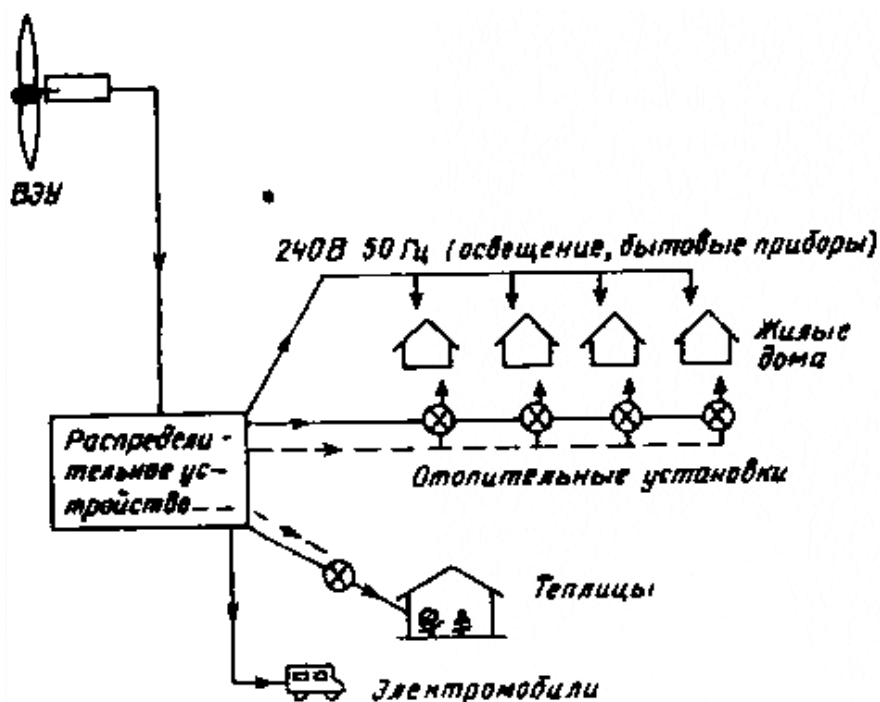 ВЭУ
240В 50 Гц (освещение, бытовые приборы)
Жилые
дома
Распредели-
тельное ус-
тройство
Отопительные установки
Теплицы
Электромобили